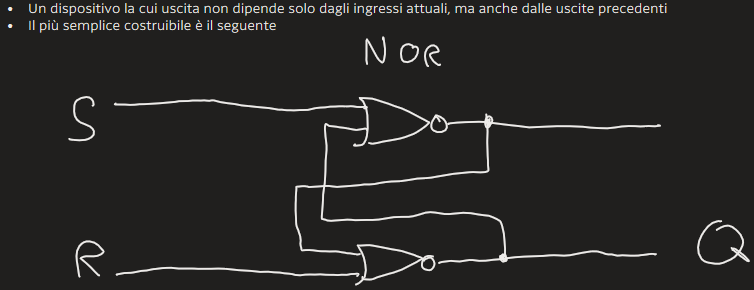 Un dispositivo la cui uscita non dipende solo dagli ingressi attuali, ma anche dalle uscite precedenti
Il più semplice costruibile è il seguente
NOR
S
R
Q